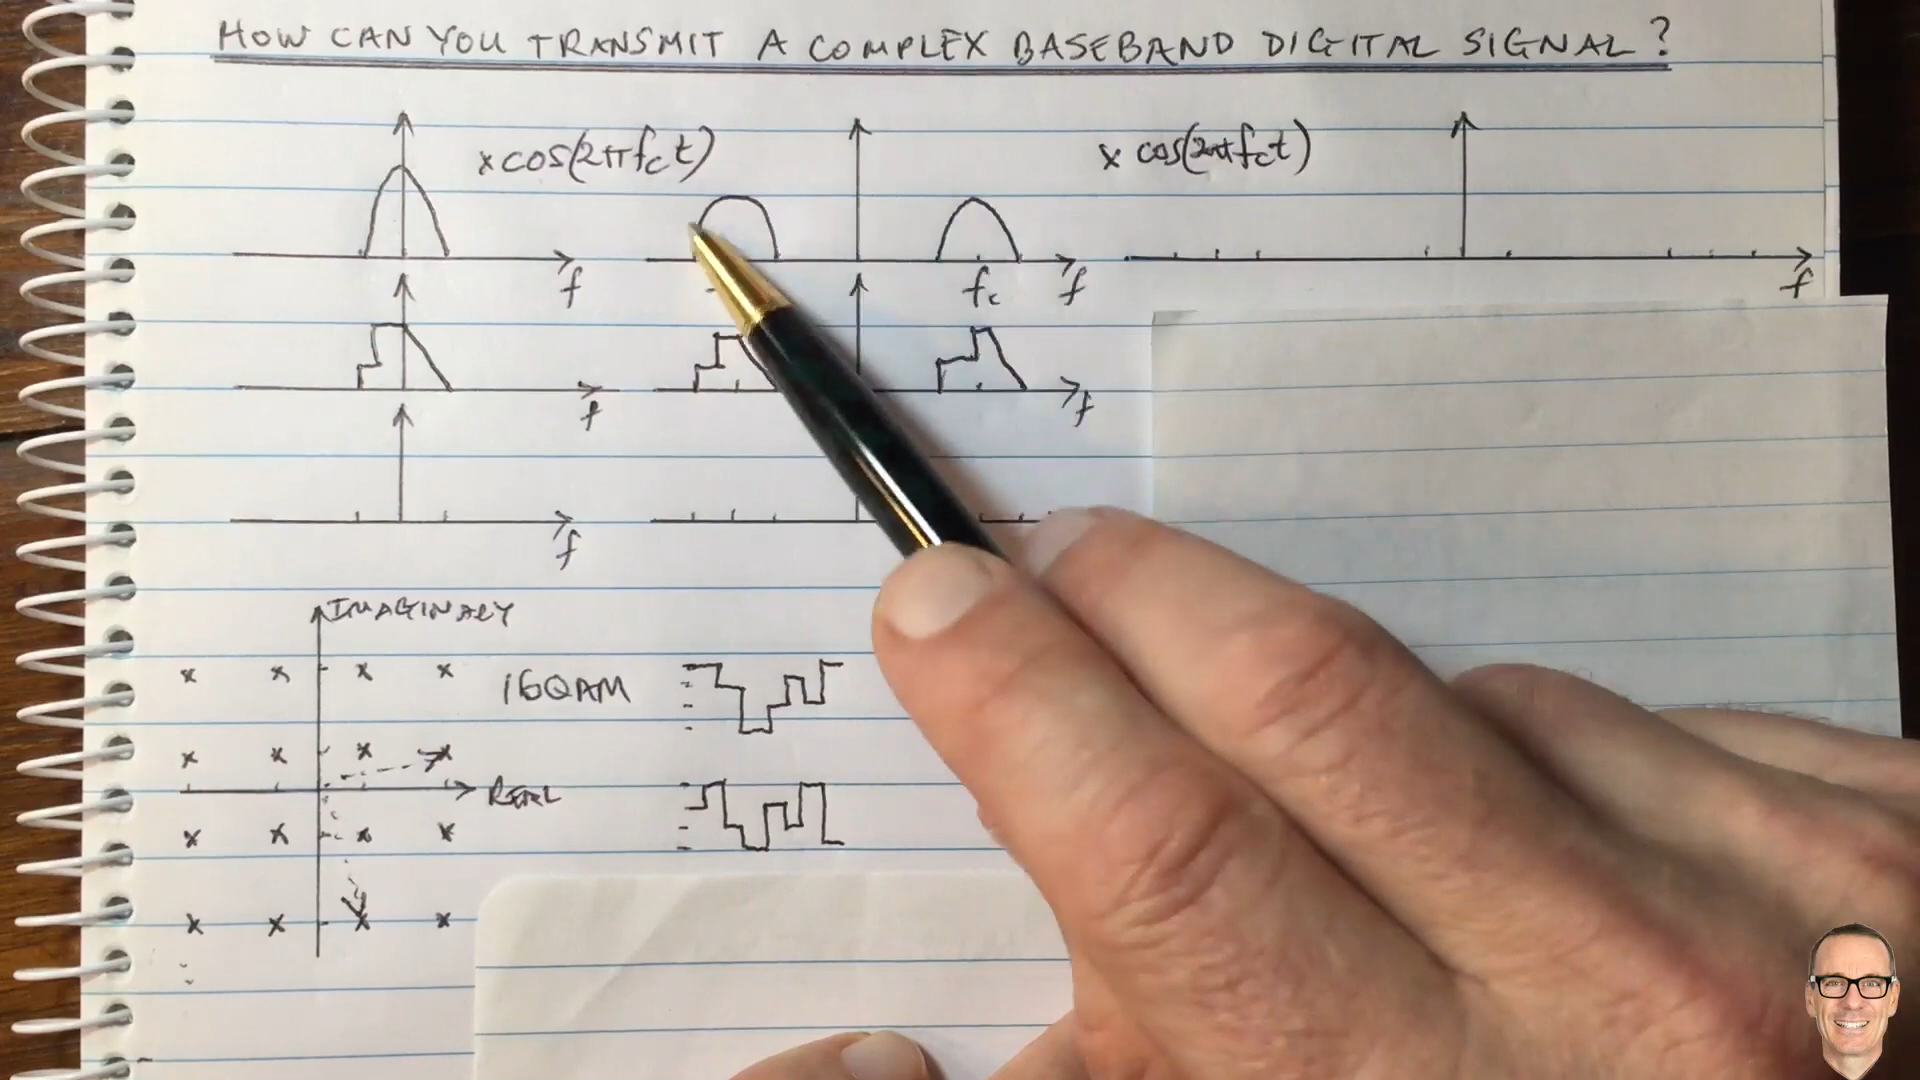 HOW CAN YOU TRANSMIT A COMPLEX BASEBAND DIGITAL SIGNAL?
x cos(2πfct)
x cos(2πfct)
f
fc
f
f
f
f
f
IMAGINARY
16QAM
REAL